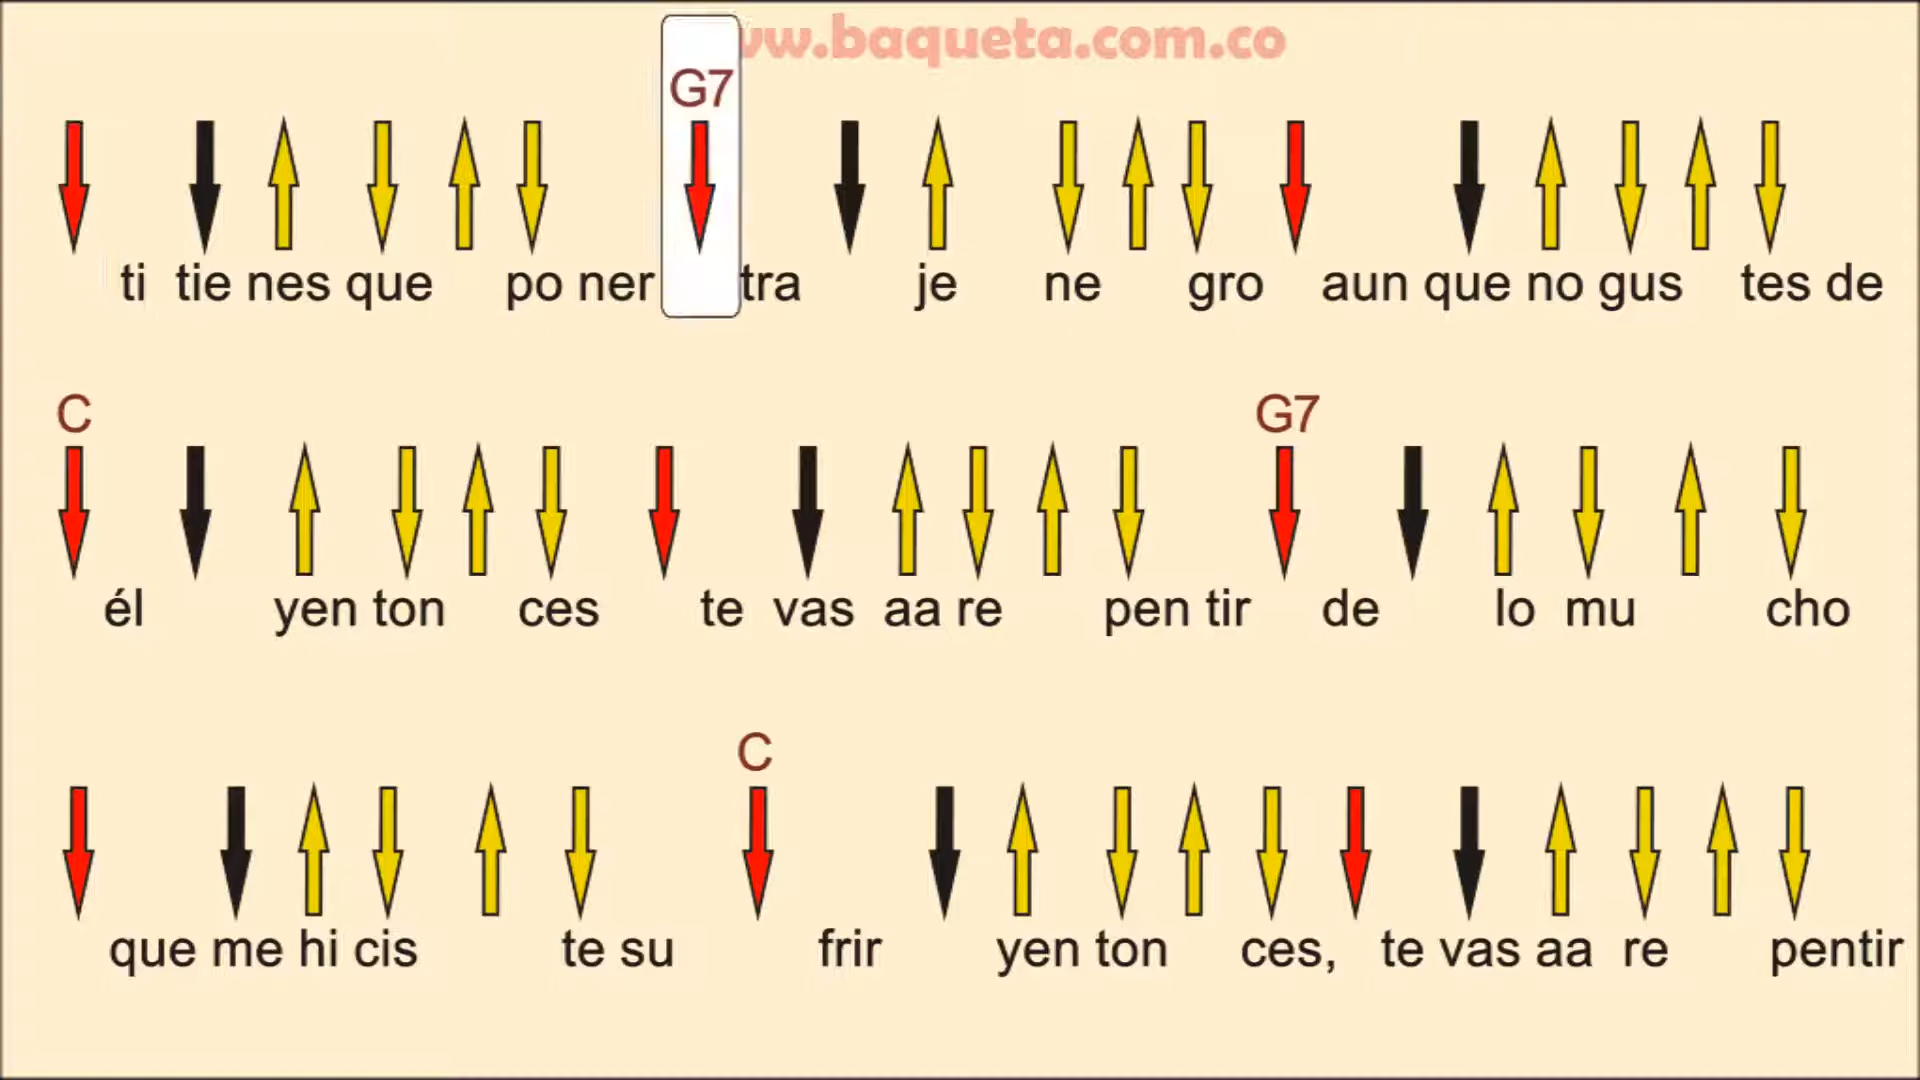 ww.baqueta.com.co
G7
ti tie nes que po ner tra je ne gro aun que no gus tes de
C G7
él yen ton ces te vas aa re pen tir de lo mu cho
C
que me hi cis te su frir yen ton ces, te vas aa re pentir